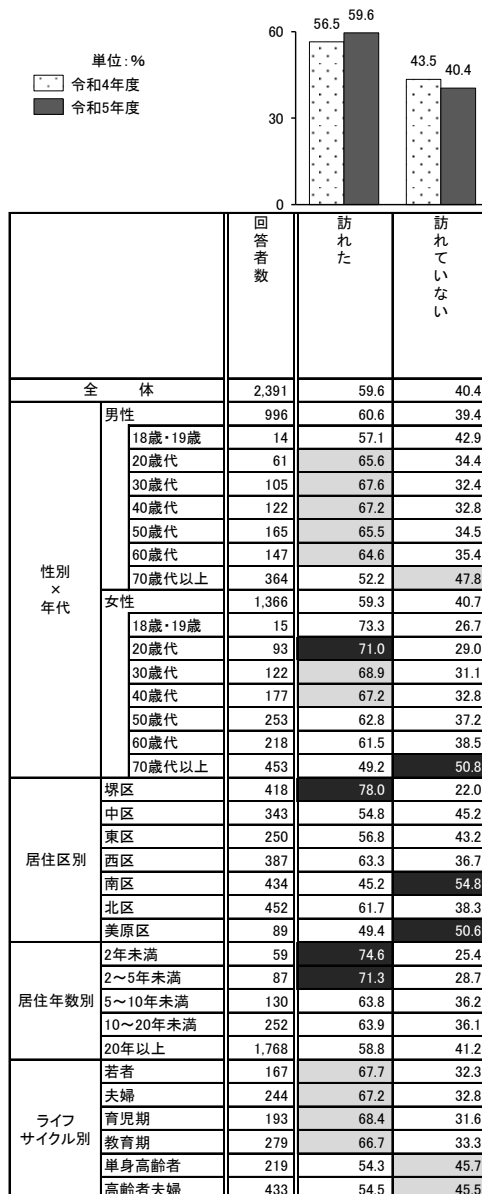 単位:%
令和4年度
令和5年度
60
30
0
56.5 59.6
43.5 40.4
回答者数 訪れた 訪れていない
全 体 2,391 59.6 40.4
性別×年代
男性 996 60.6 39.4
18歳・19歳 14 57.1 42.9
20歳代 61 65.6 34.4
30歳代 105 67.6 32.4
40歳代 122 67.2 32.8
50歳代 165 65.5 34.5
60歳代 147 64.6 35.4
70歳代以上 364 52.2 47.8
女性 1,366 59.3 40.7
18歳・19歳 15 73.3 26.7
20歳代 93 71.0 29.0
30歳代 122 68.9 31.1
40歳代 177 67.2 32.8
50歳代 253 62.8 37.2
60歳代 218 61.5 38.5
70歳代以上 453 49.2 50.8
居住区別
堺区 418 78.0 22.0
中区 343 54.8 45.2
東区 250 56.8 43.2
西区 387 63.3 36.7
南区 434 45.2 54.8
北区 452 61.7 38.3
美原区 89 49.4 50.6
居住年数別
2年未満 59 74.6 25.4
2~5年未満 87 71.3 28.7
5~10年未満 130 63.8 36.2
10~20年未満 252 63.9 36.1
20年以上 1,768 58.8 41.2
ライフ
サイクル別
若者 167 67.7 32.3
夫婦 244 67.2 32.8
育児期 193 68.4 31.6
教育期 279 66.7 33.3
単身高齢者 219 54.3 45.7
高齢者夫婦 433 54.5 45.5